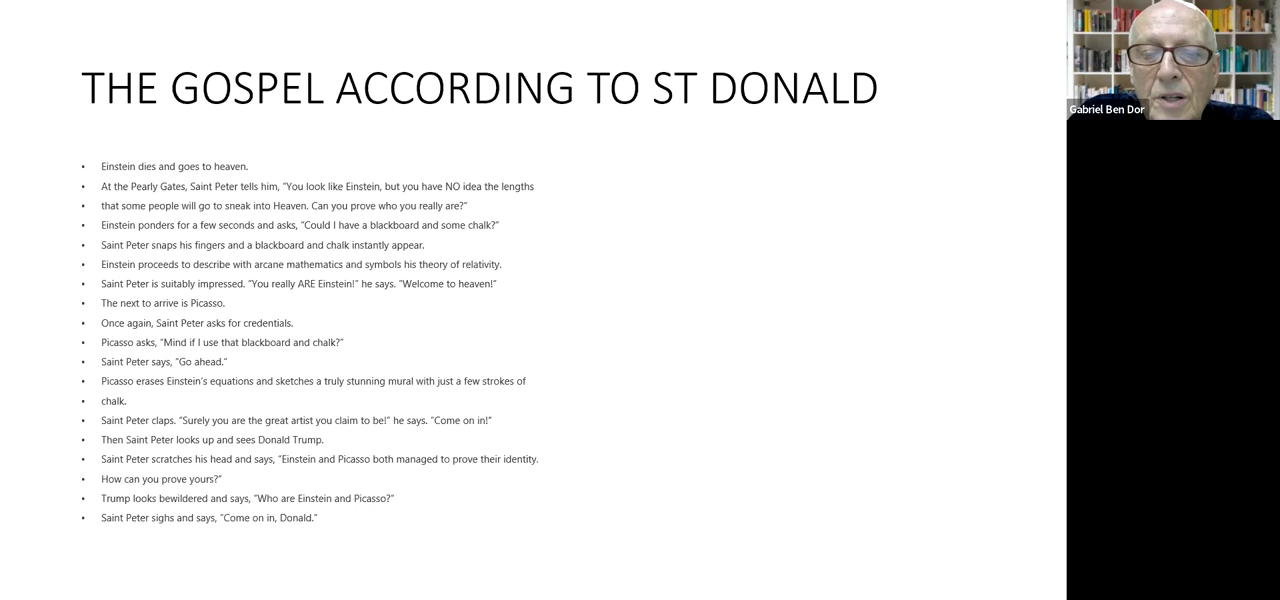 THE GOSPEL ACCORDING TO ST DONALD
• Einstein dies and goes to heaven.
• At the Pearly Gates, Saint Peter tells him, “You look like Einstein, but you have NO idea the lengths
• that some people will go to sneak into Heaven. Can you prove who you really are?”
• Einstein ponders for a few seconds and asks, “Could I have a blackboard and some chalk?”
• Saint Peter snaps his fingers and a blackboard and chalk instantly appear.
• Einstein proceeds to describe with arcane mathematics and symbols his theory of relativity.
• Saint Peter is suitably impressed. “You really ARE Einstein!” he says. “Welcome to heaven!”
• The next to arrive is Picasso.
• Once again, Saint Peter asks for credentials.
• Picasso asks, “Mind if I use that blackboard and chalk?”
• Saint Peter says, “Go ahead.”
• Picasso erases Einstein’s equations and sketches a truly stunning mural with just a few strokes of
• chalk.
• Saint Peter claps. “Surely you are the great artist you claim to be!” he says. “Come on in!”
• Then Saint Peter looks up and sees Donald Trump.
• Saint Peter scratches his head and says, “Einstein and Picasso both managed to prove their identity.
• How can you prove yours?”
• Trump looks bewildered and says, “Who are Einstein and Picasso?”
• Saint Peter sighs and says, “Come on in, Donald.”
Gabriel Ben Dor